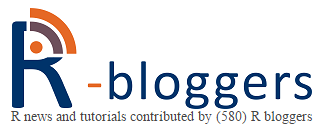 R-bloggers
R news and tutorials contributed by (580) R bloggers